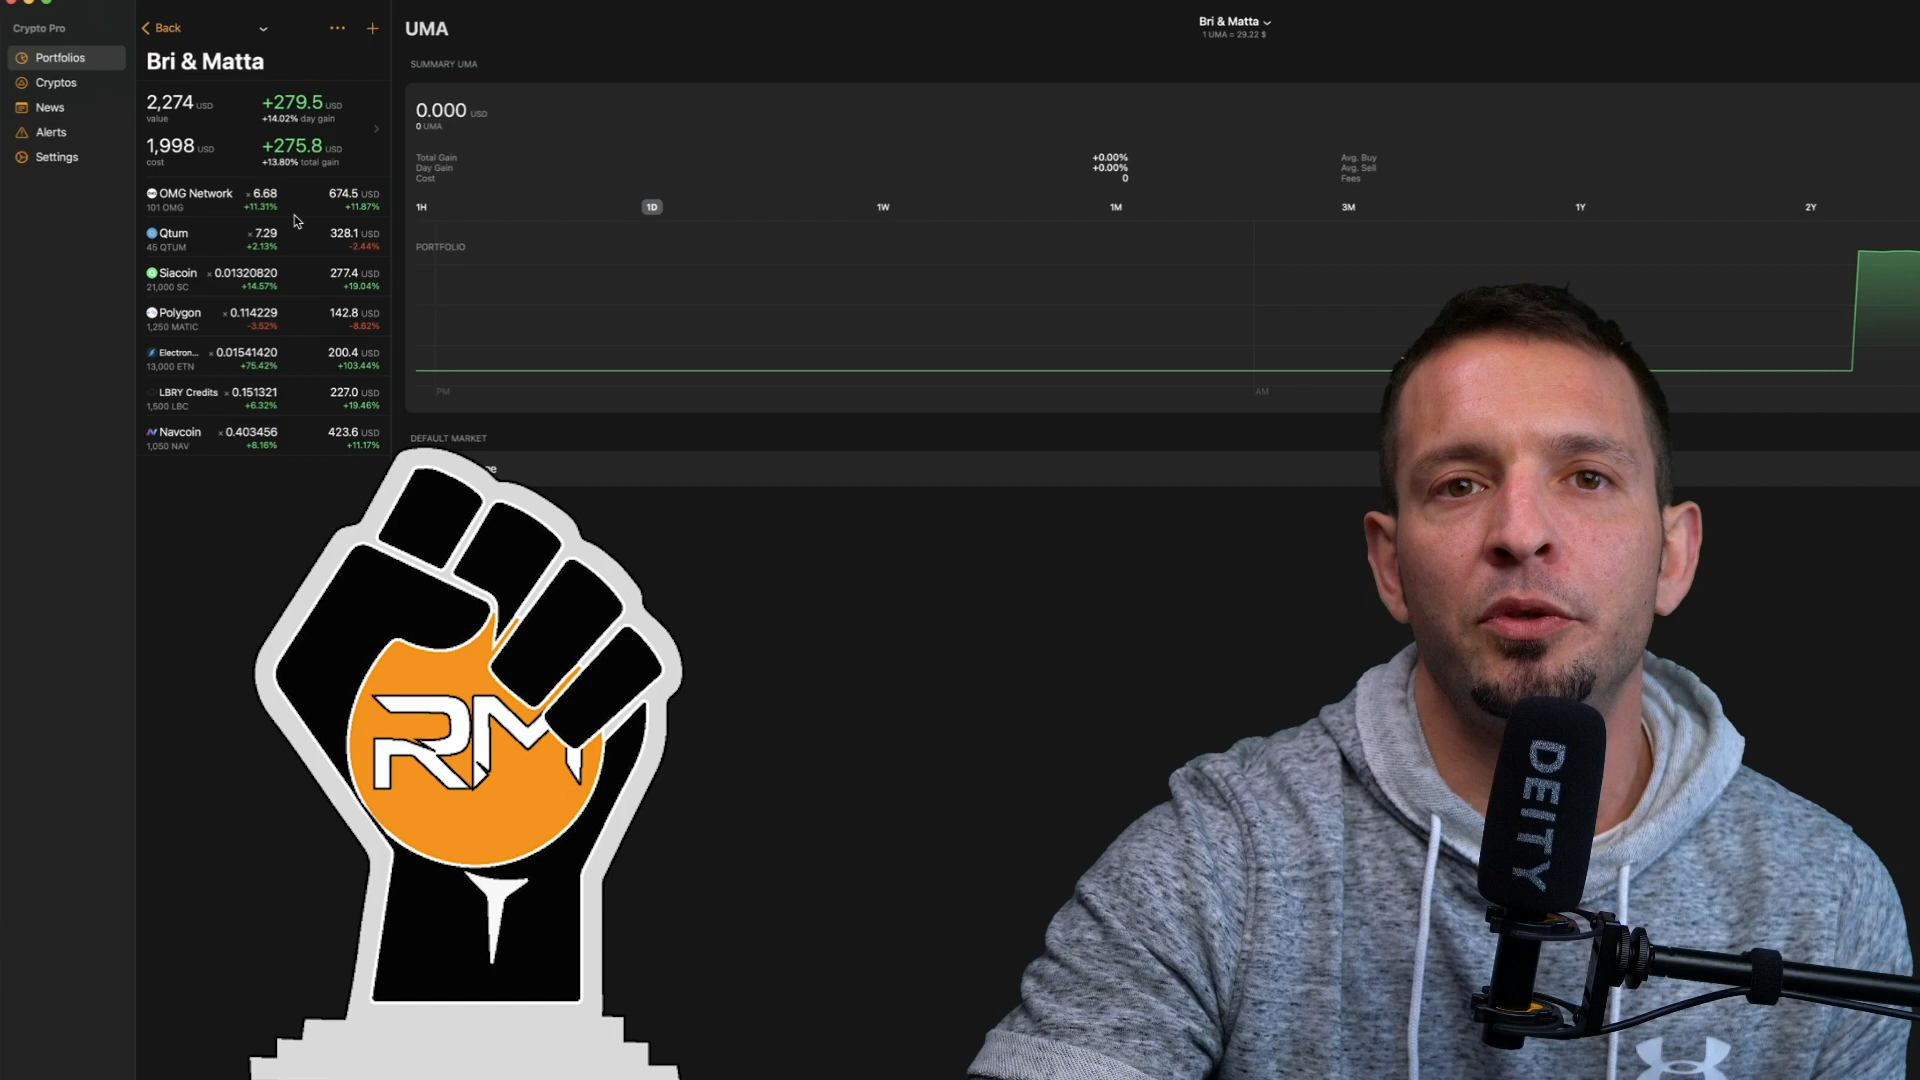 Crypto Pro
Portfolios
Cryptos
News
Alerts
Settings
Back
Bri & Matta
2,274 USD
value
+279.5 USD
+14.02% day gain
1,998 USD
cost
+275.8 USD
+13.80% total gain
OMG Network × 6.68 674.5 USD
101 OMG +11.31% +11.87%
Qtum × 7.29 328.1 USD
45 QTUM +2.13% -2.44%
Siacoin × 0.01320820 277.4 USD
21,000 SC +14.57% +19.04%
Polygon × 0.114229 142.8 USD
1,250 MATIC -3.52% -8.62%
Electron... × 0.01541420 200.4 USD
13,000 ETN +75.42% +103.44%
LBRY Credits × 0.151321 227.0 USD
1,500 LBC +6.32% +19.46%
Navcoin × 0.403456 423.6 USD
1,050 NAV +8.16% +11.17%
UMA
Bri & Matta
1 UMA = 29.22 $
SUMMARY UMA
0.000 USD
0 UMA
Total Gain +0.00%
Day Gain +0.00%
Cost 0
Avg. Buy
Avg. Sell
Fees
1H 1D 1W 1M 3M 1Y 2Y
PORTFOLIO
PM AM
DEFAULT MARKET
RM
DEITY